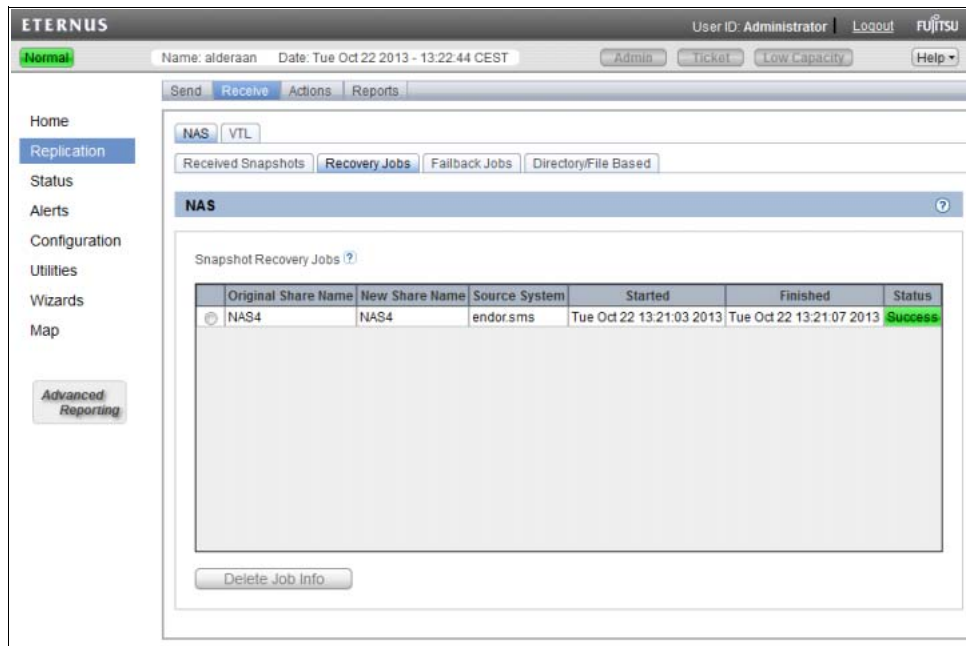 ETERNUS User ID: Administrator Logout FUJITSU
Normal Name: alderaan Date: Tue Oct 22 2013 - 13:22:44 CEST Admin Ticket Low Capacity Help
Send Receive Actions Reports
Home
Replication
Status
Alerts
Configuration
Utilities
Wizards
Map
Advanced
Reporting
NAS VTL
Received Snapshots Recovery Jobs Failback Jobs Directory/File Based
NAS ?
Snapshot Recovery Jobs ?
Original Share Name New Share Name Source System Started Finished Status
NAS4 NAS4 endor.sms Tue Oct 22 13:21:03 2013 Tue Oct 22 13:21:07 2013 Success
Delete Job Info